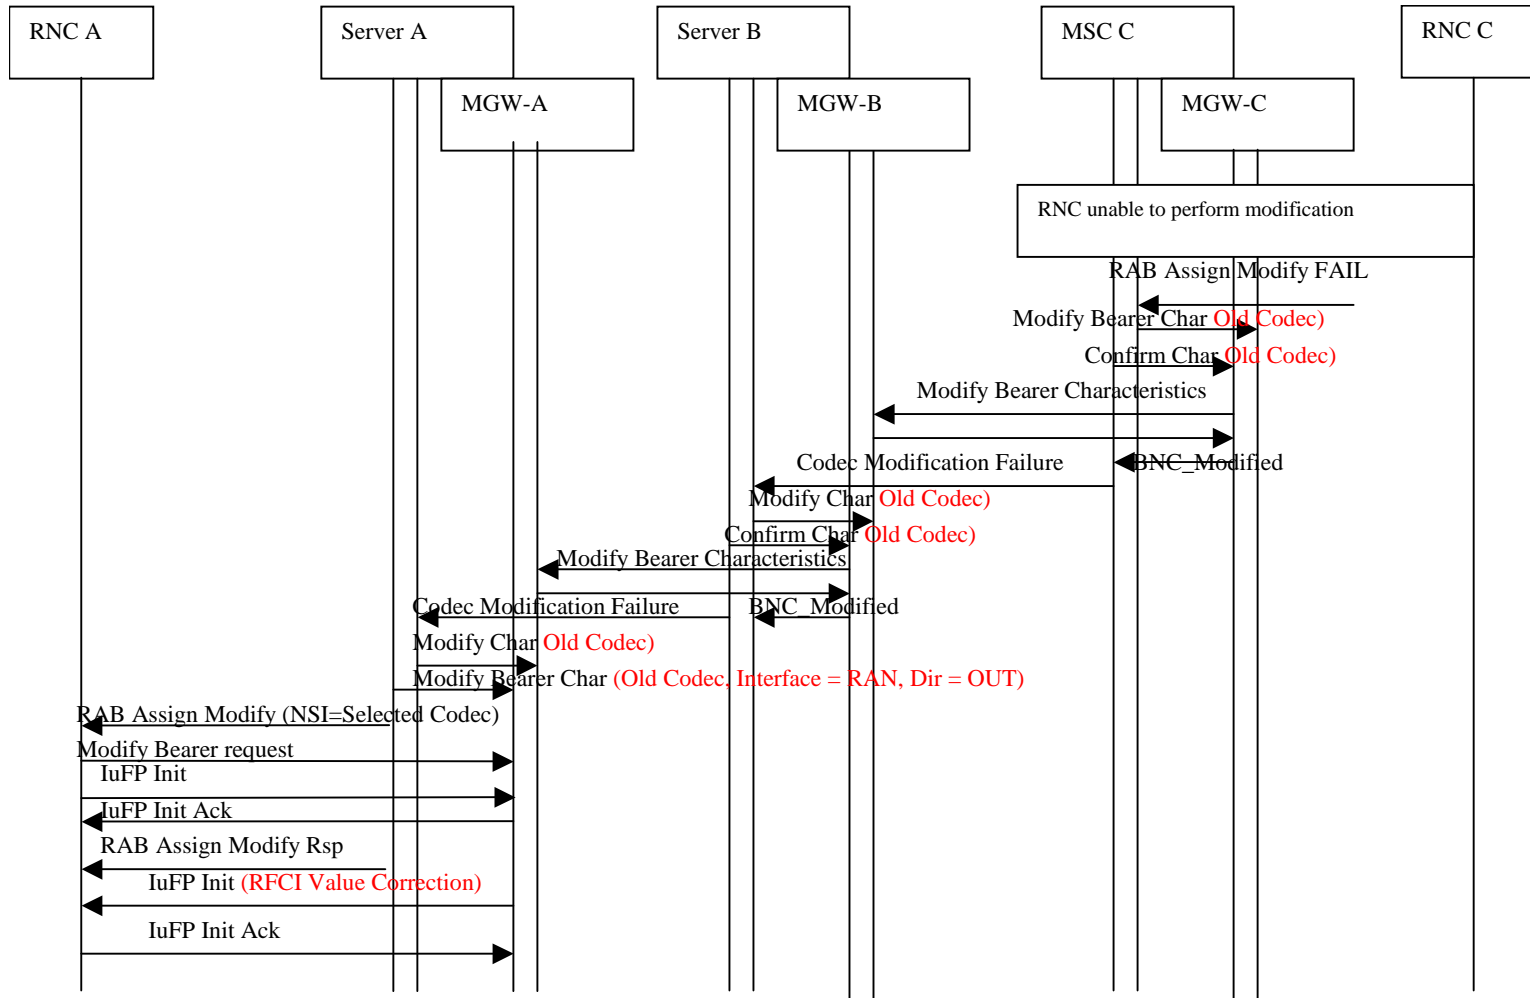 RNC A
Server A
Server B
MSC C
RNC C
MGW-A
MGW-B
MGW-C
RNC unable to perform modification
RAB Assign Modify FAIL
Modify Bearer Char Old Codec)
Confirm Char Old Codec)
Modify Bearer Characteristics
Codec Modification Failure
BNC_Modified
Modify Char Old Codec)
Confirm Char Old Codec)
Modify Bearer Characteristics
Codec Modification Failure
BNC_Modified
Modify Char Old Codec)
Modify Bearer Char (Old Codec, Interface = RAN, Dir = OUT)
RAB Assign Modify (NSI=Selected Codec)
Modify Bearer request
IuFP Init
IuFP Init Ack
RAB Assign Modify Rsp
IuFP Init (RFCI Value Correction)
IuFP Init Ack